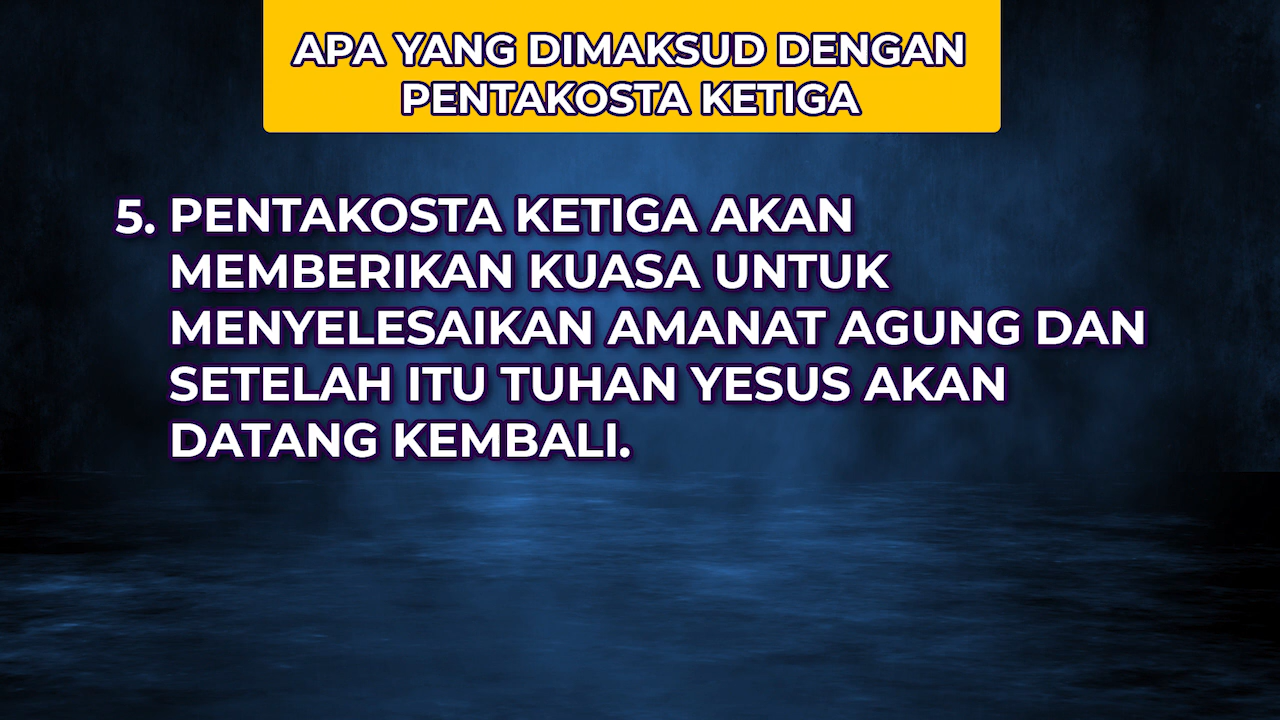 APA YANG DIMAKSUD DENGAN
PENTAKOSTA KETIGA
5. PENTAKOSTA KETIGA AKAN
MEMBERIKAN KUASA UNTUK
MENYELESAIKAN AMANAT AGUNG DAN
SETELAH ITU TUHAN YESUS AKAN
DATANG KEMBALI.